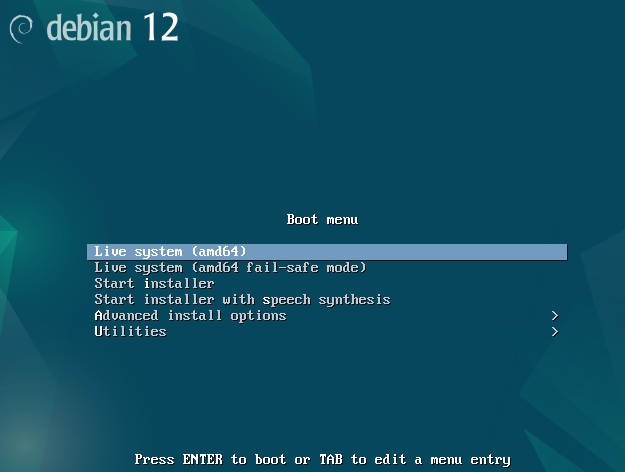 debian 12
Boot menu
Live system (amd64)
Live system (amd64 fail-safe mode)
Start installer
Start installer with speech synthesis
Advanced install options >
Utilities >
Press ENTER to boot or TAB to edit a menu entry